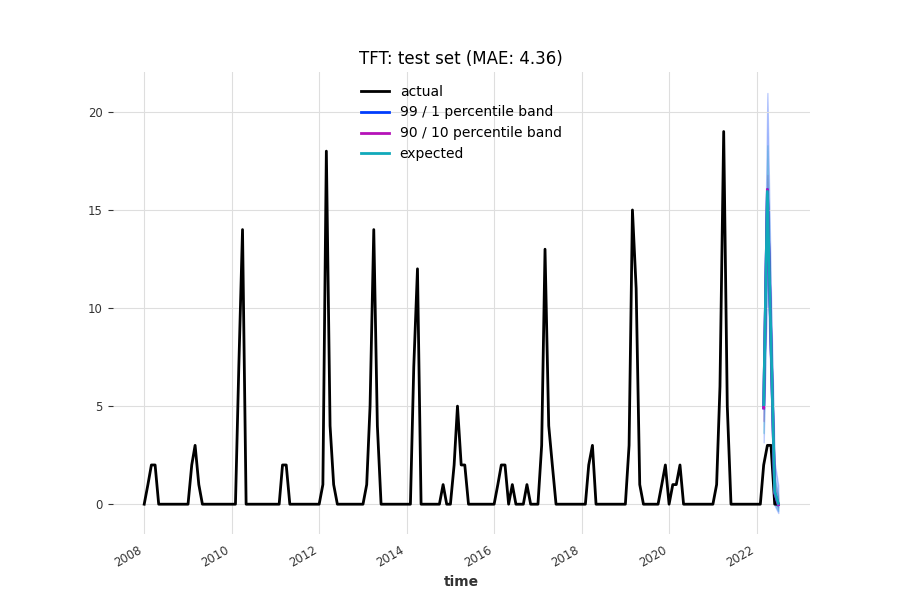 TFT: test set (MAE: 4.36)
actual
99 / 1 percentile band
90 / 10 percentile band
expected
20
15
10
5
0
2008
2010
2012
2014
2016
2018
2020
2022
time